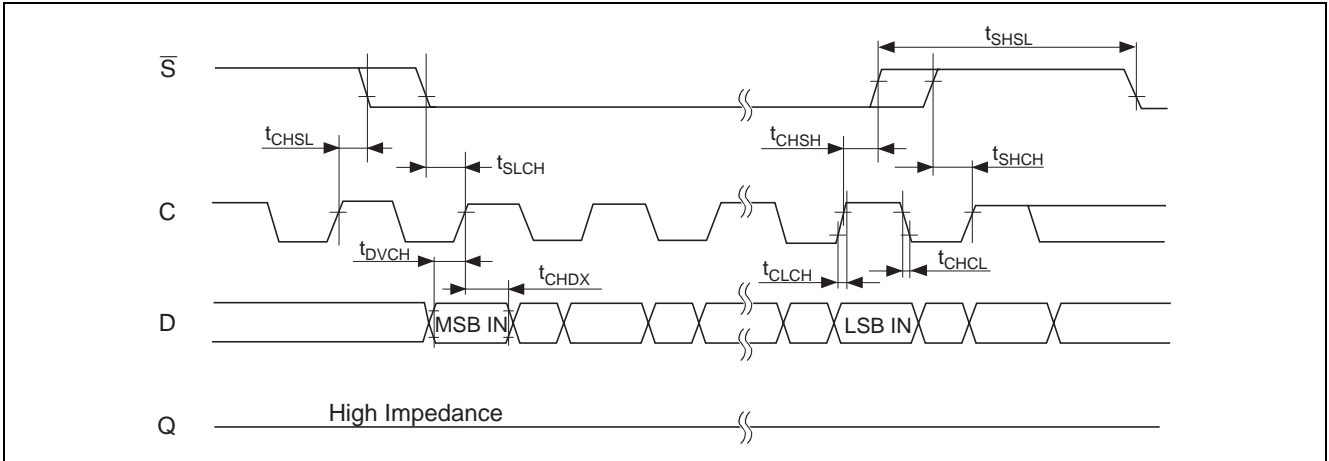 tSHSL
S̅
tCHSL
tSLCH
tCHSH
tSHCH
C
tDVCH
tCHDX
tCLCH
tCHCL
D
MSB IN
LSB IN
High Impedance
Q